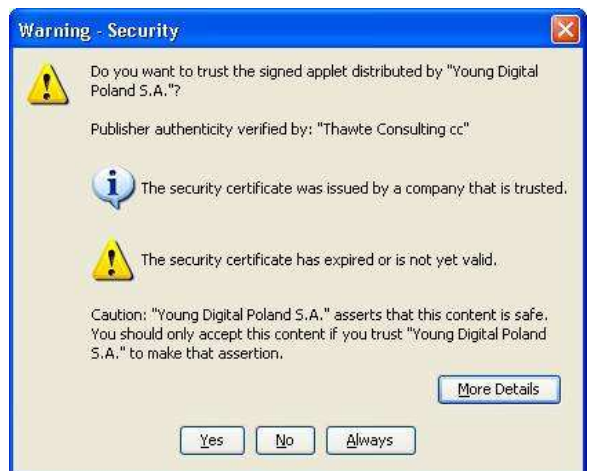 Warning - Security
Do you want to trust the signed applet distributed by "Young Digital
Poland S.A."?
Publisher authenticity verified by: "Thawte Consulting cc"
The security certificate was issued by a company that is trusted.
The security certificate has expired or is not yet valid.
Caution: "Young Digital Poland S.A." asserts that this content is safe.
You should only accept this content if you trust "Young Digital Poland
S.A." to make that assertion.
More Details
Yes No Always